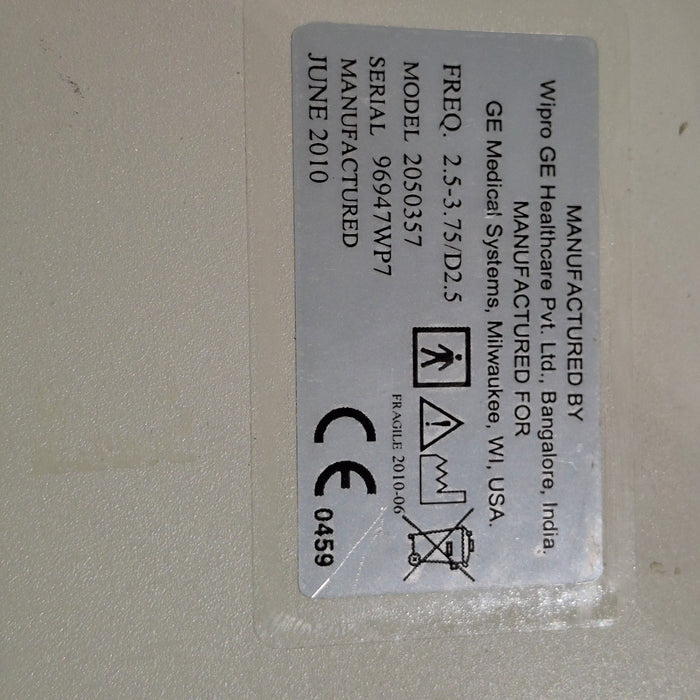 MANUFACTURED BY
Wipro GE Healthcare Pvt. Ltd., Bangalore, India.
MANUFACTURED FOR
GE Medical Systems, Milwaukee, WI, USA.
FREQ. 2.5-3.75/D2.5
MODEL 2050357
SERIAL 96947WP7
MANUFACTURED
JUNE 2010
FRAGILE 2010-06
CE 0459